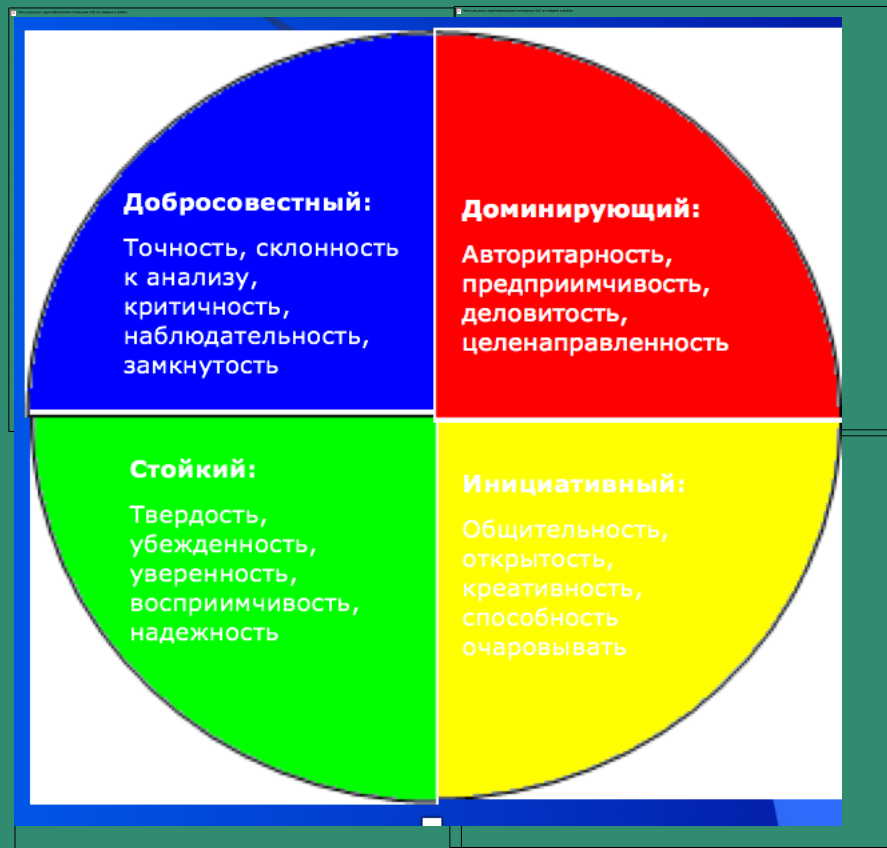 Добросовестный:
Точность, склонность
к анализу,
критичность,
наблюдательность,
замкнутость
Доминирующий:
Авторитарность,
предприимчивость,
деловитость,
целенаправленность
Стойкий:
Твердость,
убежденность,
уверенность,
восприимчивость,
надежность
Инициативный:
Общительность,
открытость,
креативность,
способность
очаровывать